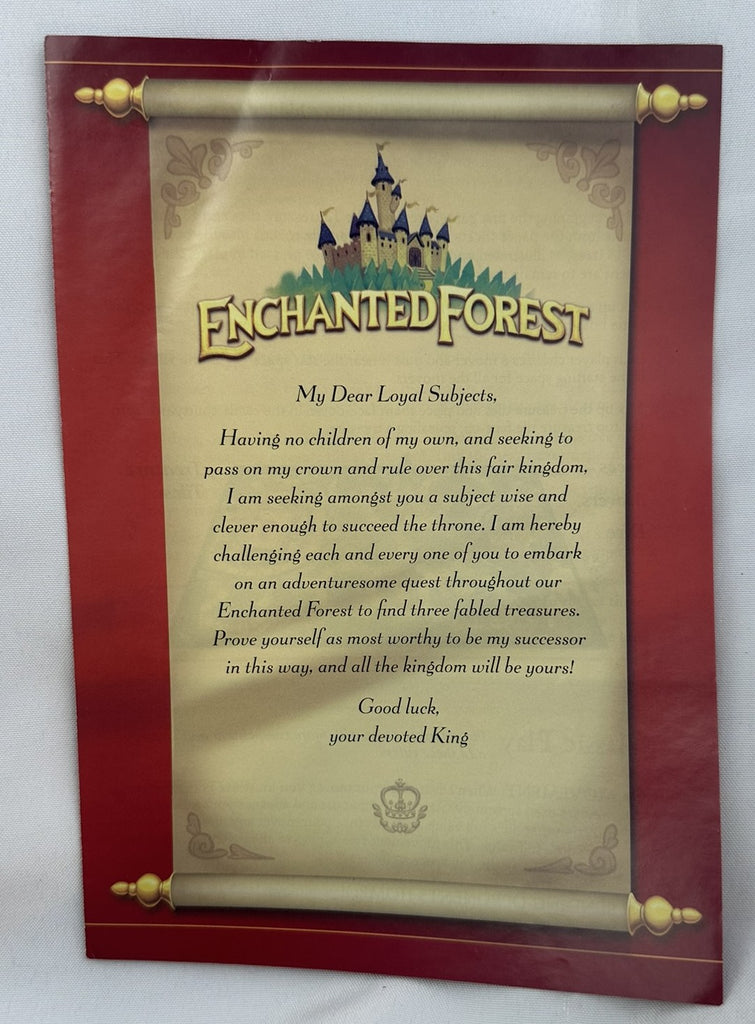 ENCHANTED FOREST
My Dear Loyal Subjects,
Having no children of my own, and seeking to
pass on my crown and rule over this fair kingdom,
I am seeking amongst you a subject wise and
clever enough to succeed the throne. I am hereby
challenging each and every one of you to embark
on an adventuresome quest throughout our
Enchanted Forest to find three fabled treasures.
Prove yourself as most worthy to be my successor
in this way, and all the kingdom will be yours!
Good luck,
your devoted King